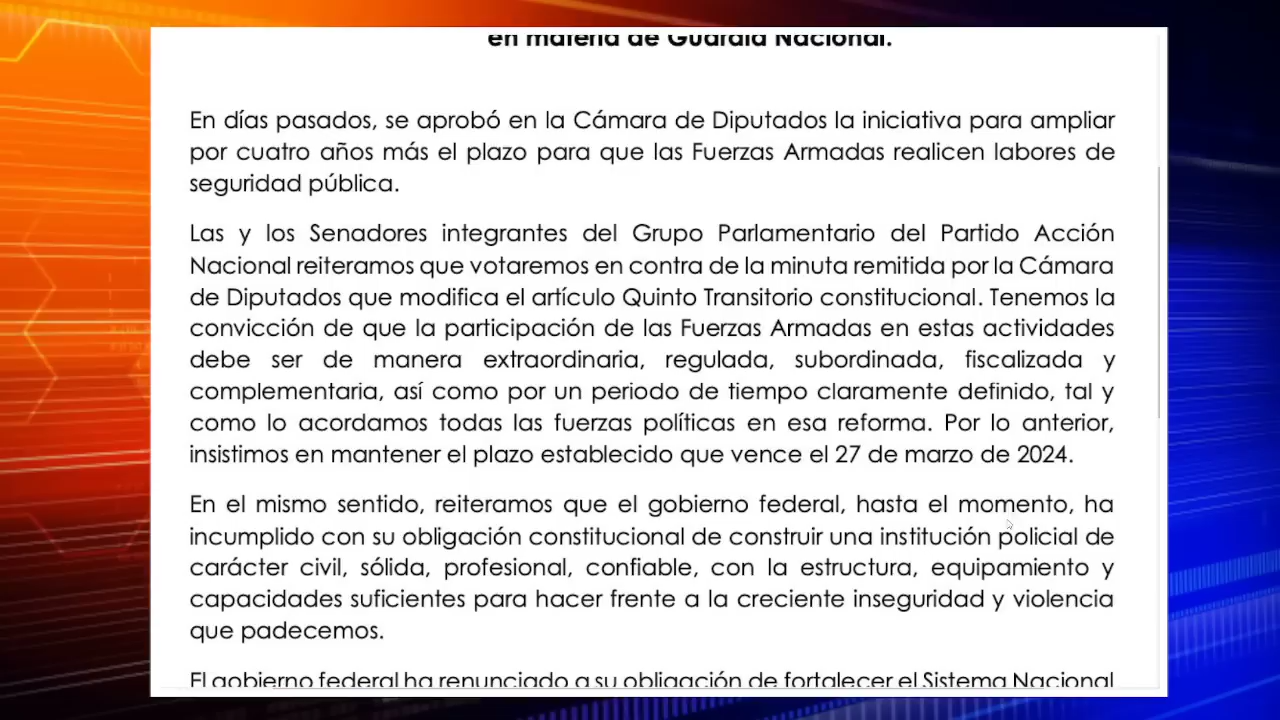 en materia de Guardia Nacional.
En días pasados, se aprobó en la Cámara de Diputados la iniciativa para ampliar
por cuatro años más el plazo para que las Fuerzas Armadas realicen labores de
seguridad pública.
Las y los Senadores integrantes del Grupo Parlamentario del Partido Acción
Nacional reiteramos que votaremos en contra de la minuta remitida por la Cámara
de Diputados que modifica el artículo Quinto Transitorio constitucional. Tenemos la
convicción de que la participación de las Fuerzas Armadas en estas actividades
debe ser de manera extraordinaria, regulada, subordinada, fiscalizada y
complementaria, así como por un periodo de tiempo claramente definido, tal y
como lo acordamos todas las fuerzas políticas en esa reforma. Por lo anterior,
insistimos en mantener el plazo establecido que vence el 27 de marzo de 2024.
En el mismo sentido, reiteramos que el gobierno federal, hasta el momento, ha
incumplido con su obligación constitucional de construir una institución policial de
carácter civil, sólida, profesional, confiable, con la estructura, equipamiento y
capacidades suficientes para hacer frente a la creciente inseguridad y violencia
que padecemos.
El gobierno federal ha renunciado a su obligación de fortalecer el Sistema Nacional